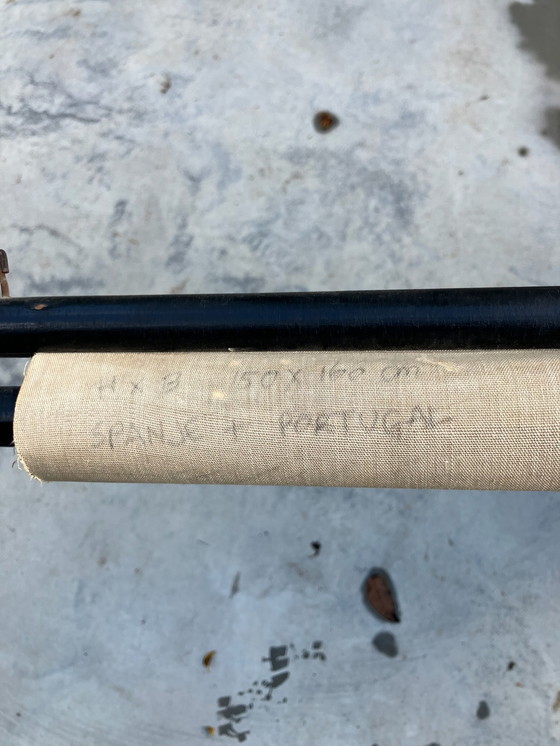 H x B 150 x 160 cm
SPANJE + PORTUGAL